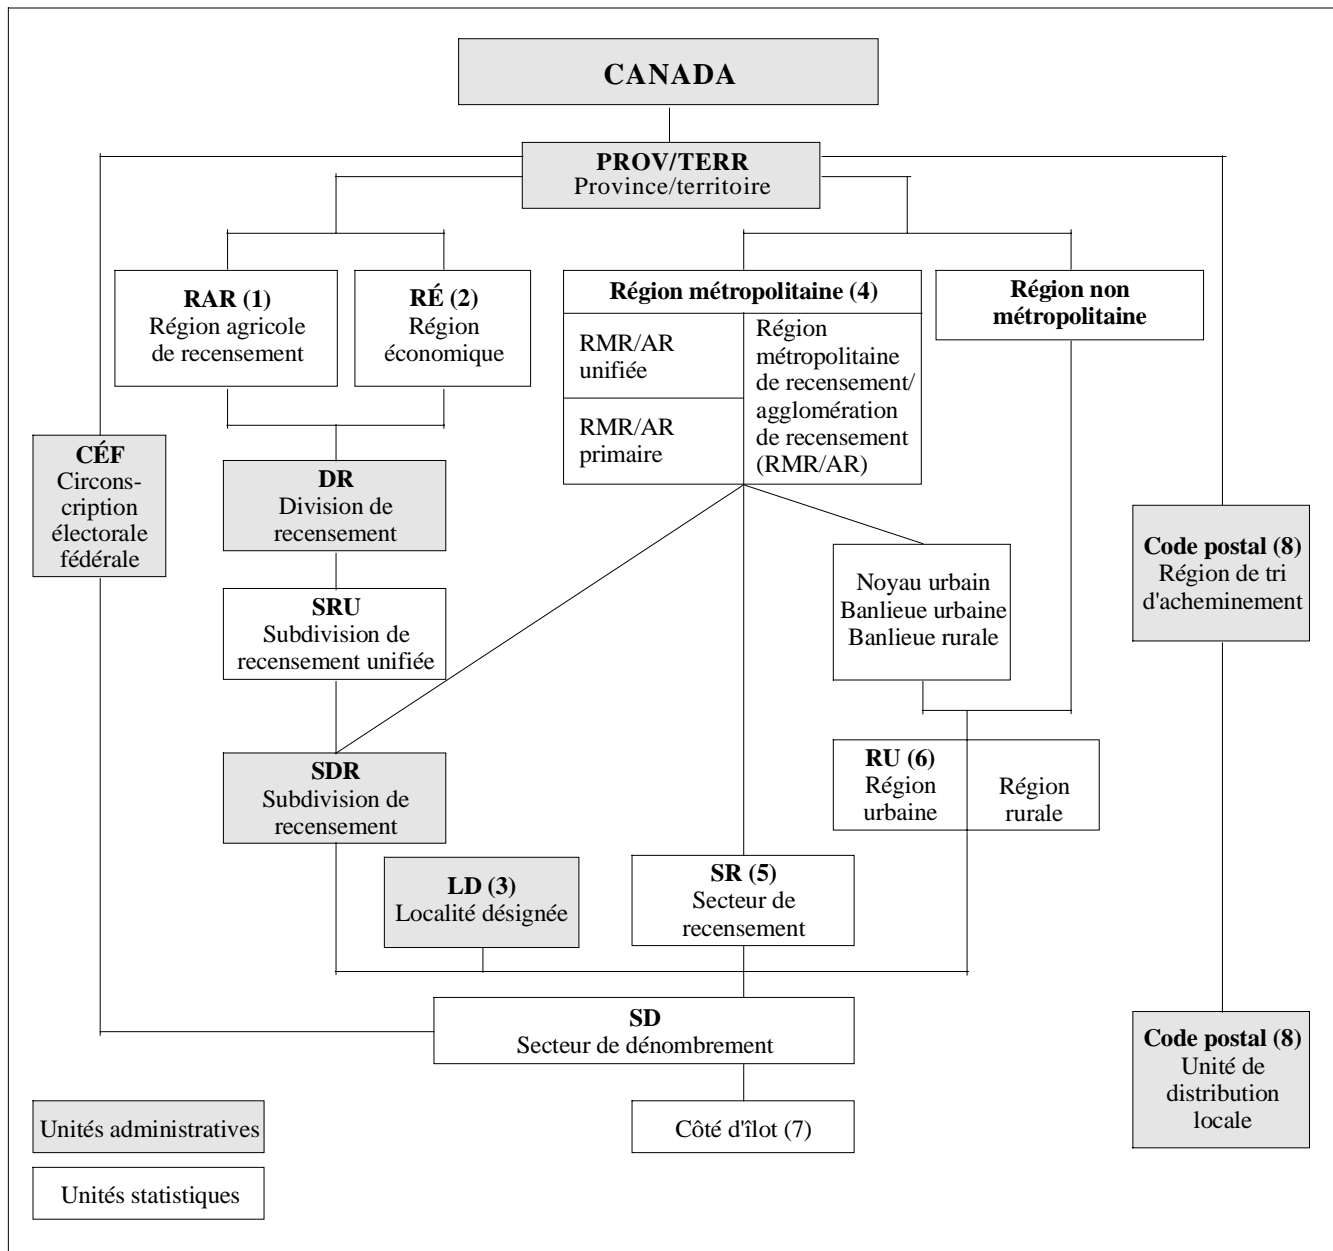 CANADA
PROV/TERR
Province/territoire
RAR (1)
Région agricole
de recensement
RÉ (2)
Région
économique
Région métropolitaine (4)
RMR/AR
unifiée
RMR/AR
primaire
Région
métropolitaine
de recensement/
agglomération
de recensement
(RMR/AR)
Région non
métropolitaine
CÉF
Circons-
cription
électorale
fédérale
DR
Division de
recensement
SRU
Subdivision de
recensement unifiée
Noyau urbain
Banlieue urbaine
Banlieue rurale
Code postal (8)
Région de tri
d'acheminement
SDR
Subdivision de
recensement
RU (6)
Région
urbaine
Région
rurale
LD (3)
Localité désignée
SR (5)
Secteur de
recensement
SD
Secteur de dénombrement
Code postal (8)
Unité de
distribution
locale
Côté d'îlot (7)
Unités administratives
Unités statistiques